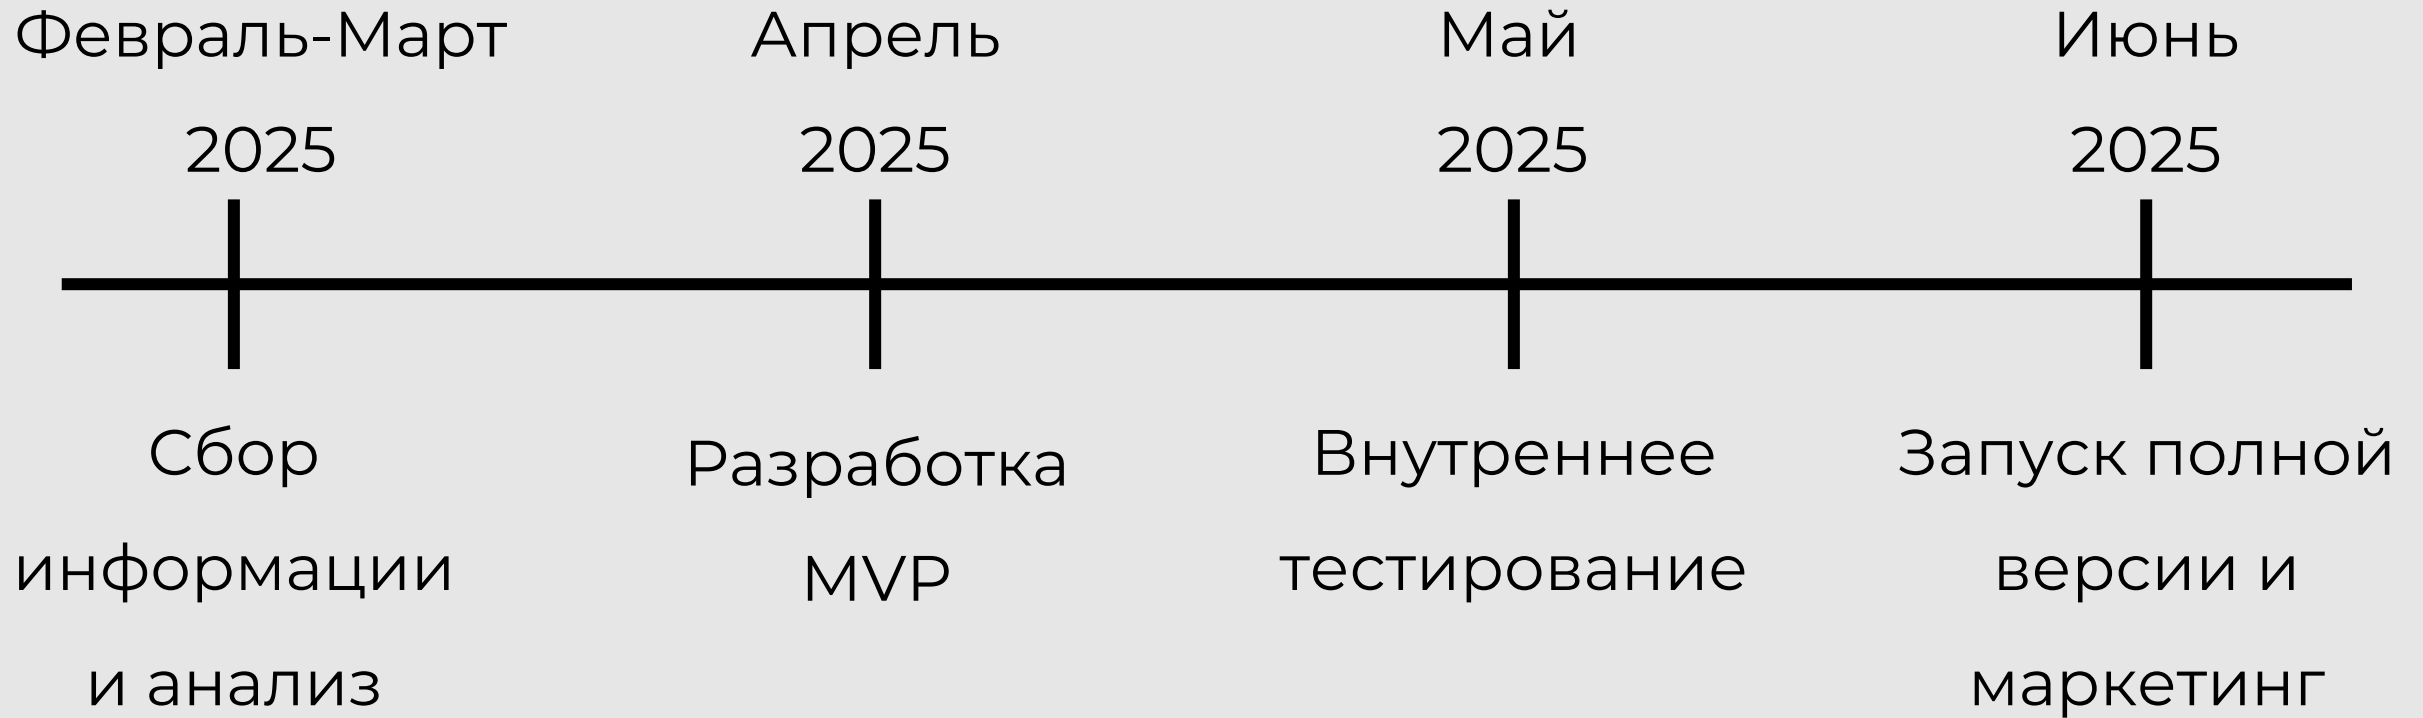 Февраль-Март
2025
Апрель
2025
Май
2025
Июнь
2025
Сбор
информации
и анализ
Разработка
MVP
Внутреннее
тестирование
Запуск полной
версии и
маркетинг